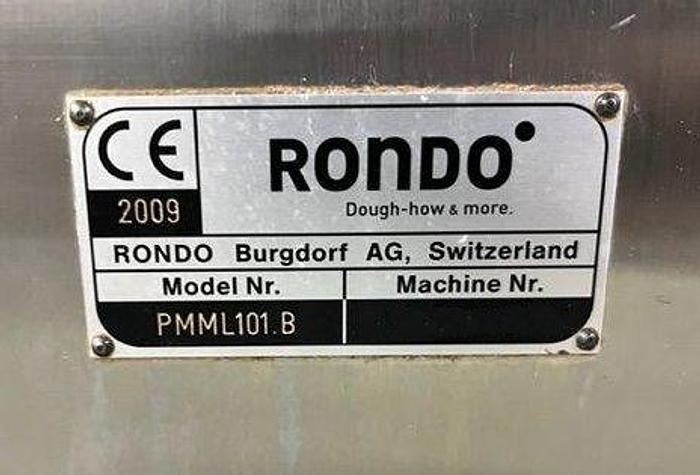 CE
2009
RONDO
Dough-how & more.
RONDO Burgdorf AG, Switzerland
Model Nr.
Machine Nr.
PMML101.B